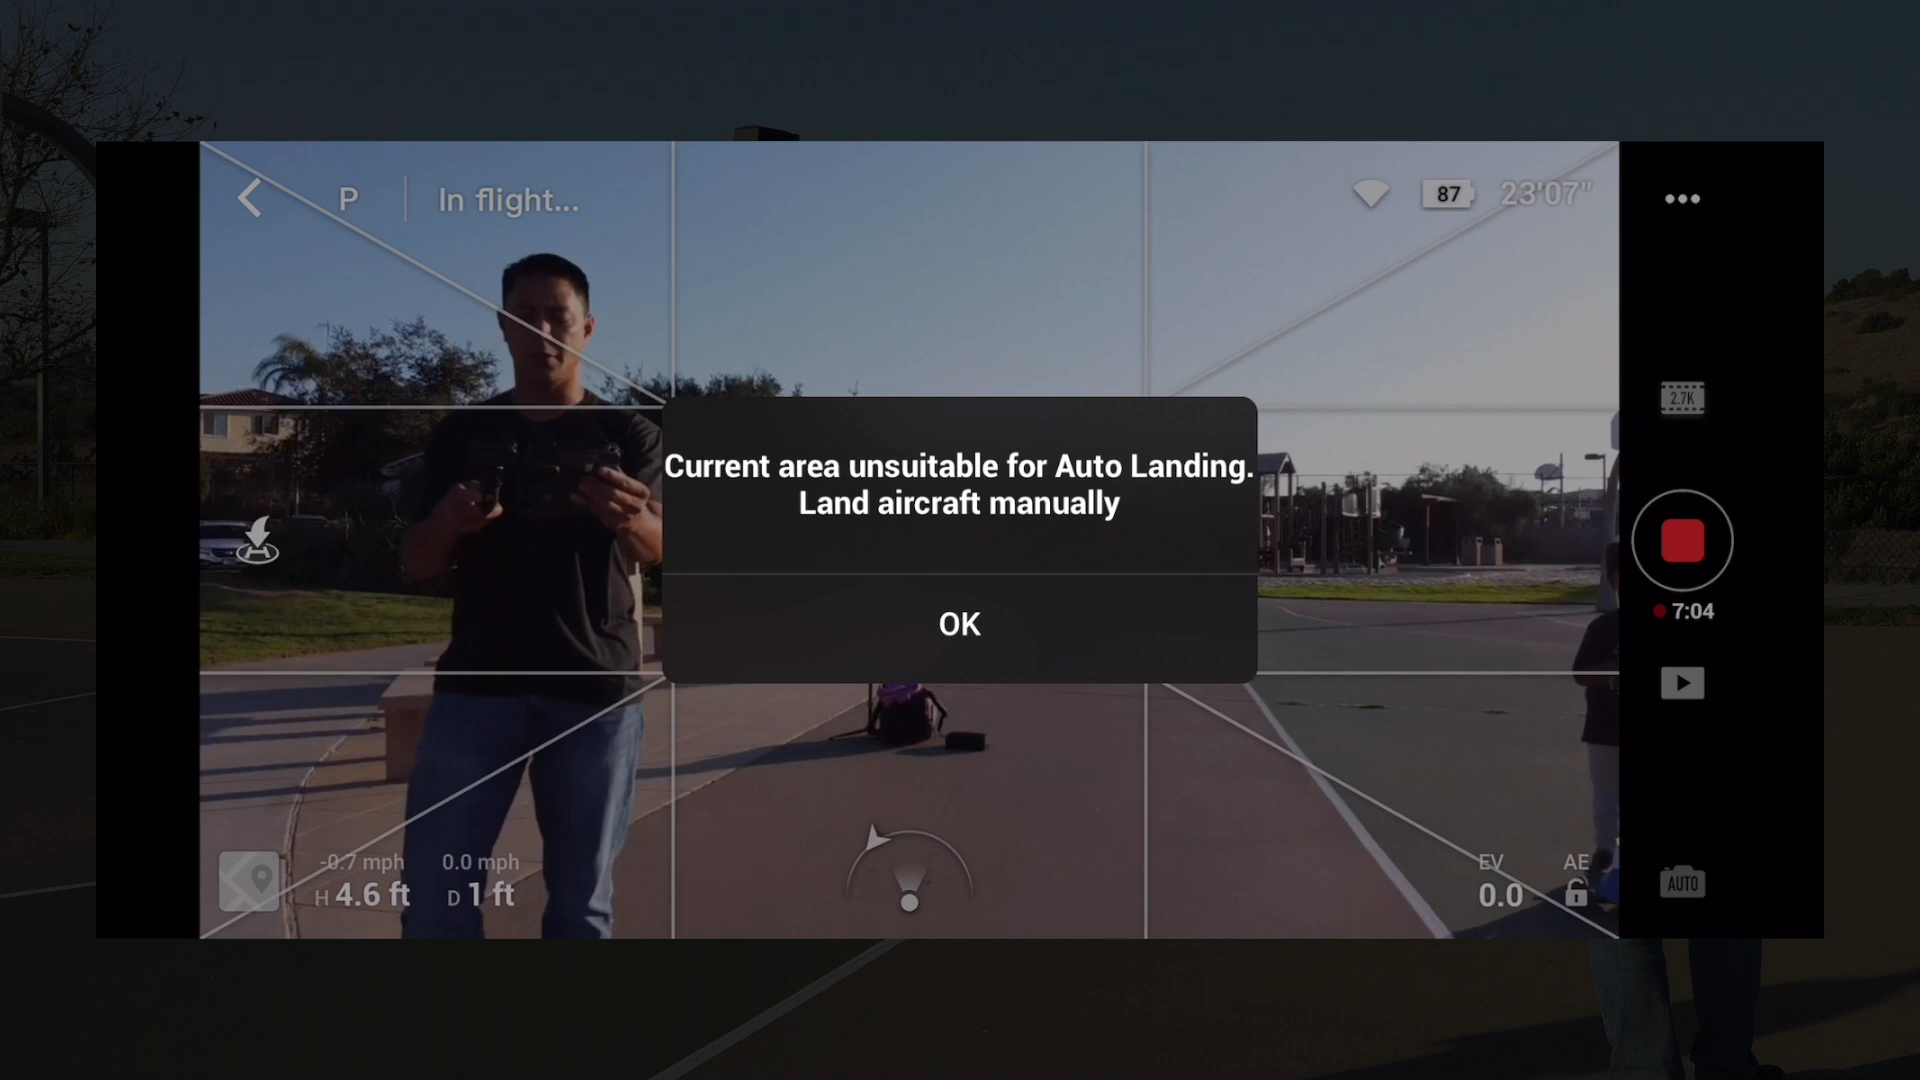 P
In flight...
87
23'07"
2.7K
Current area unsuitable for Auto Landing.
Land aircraft manually
OK
7:04
-0.7 mph 0.0 mph
H 4.6 ft D 1 ft
EV AE
0.0
AUTO